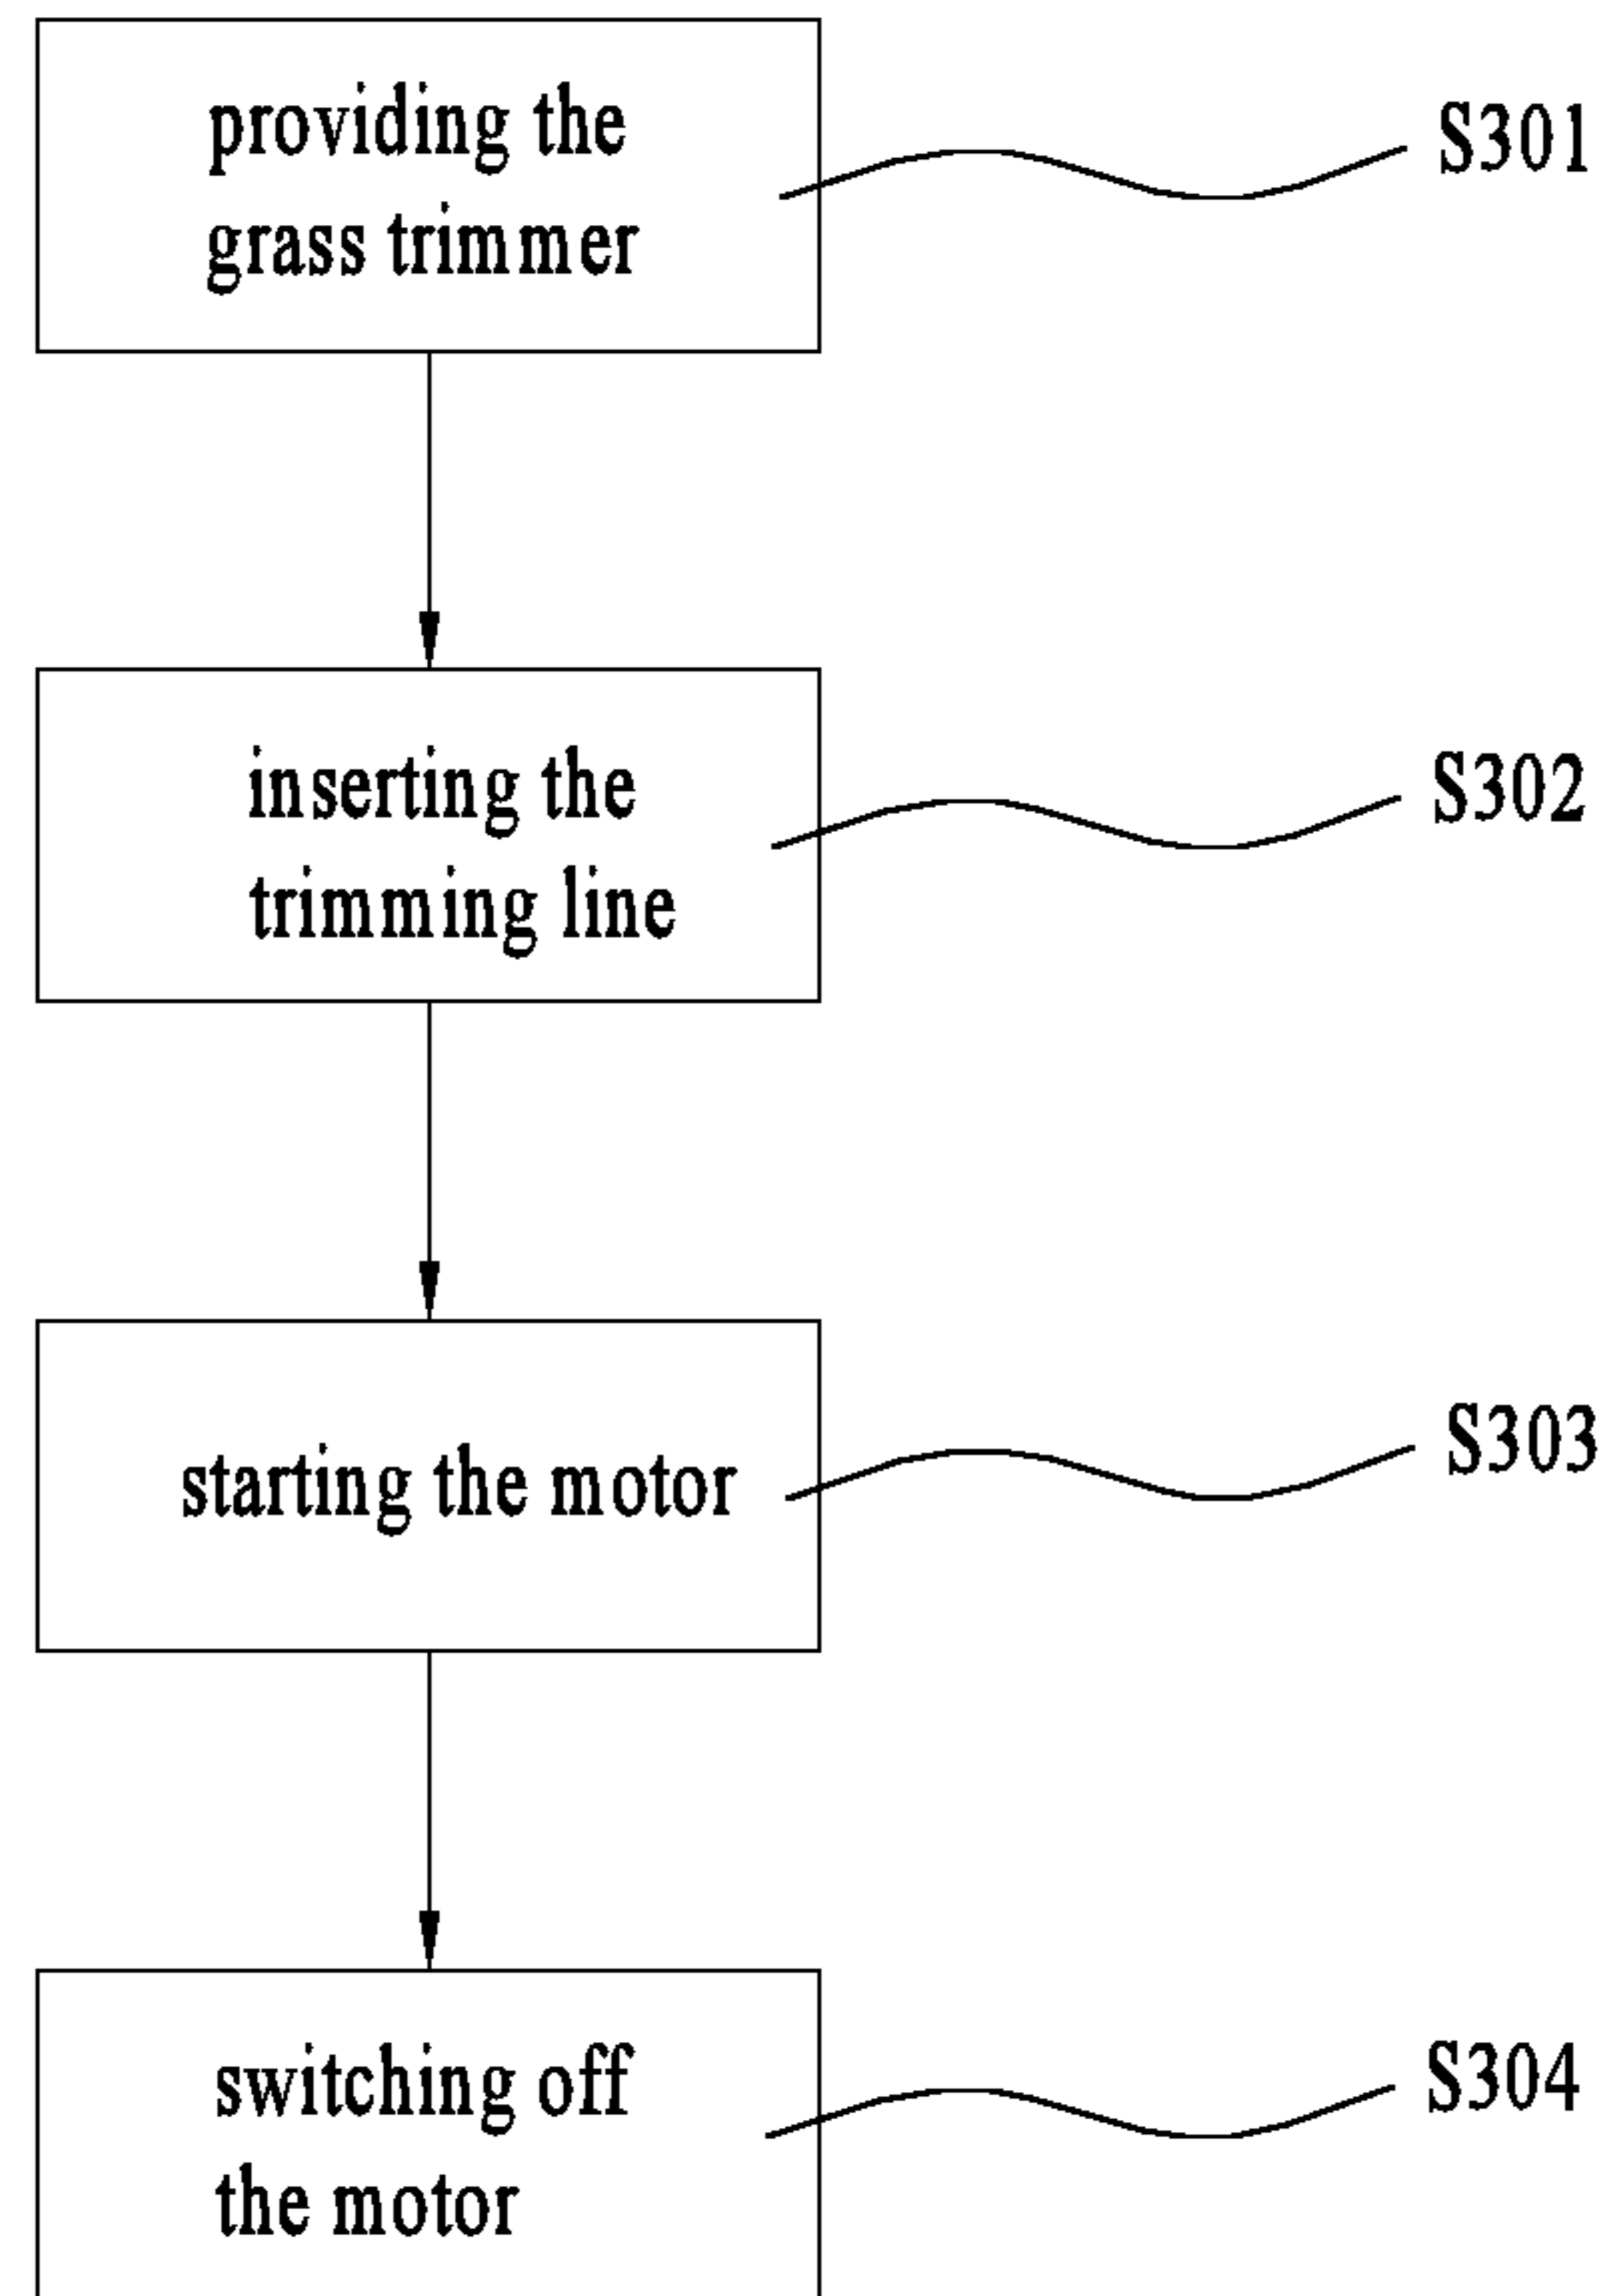 providing the
grass trimmer
S301
inserting the
trimming line
S302
starting the motor
S303
switching off
the motor
S304